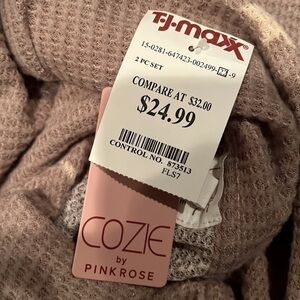 T·J·maxx
15-0281-647423-002499-
-9
2 PC SET
COMPARE AT $32.00
$24.99
CONTROL NO. 873513
FLS7
COZIE
by
PINKROSE